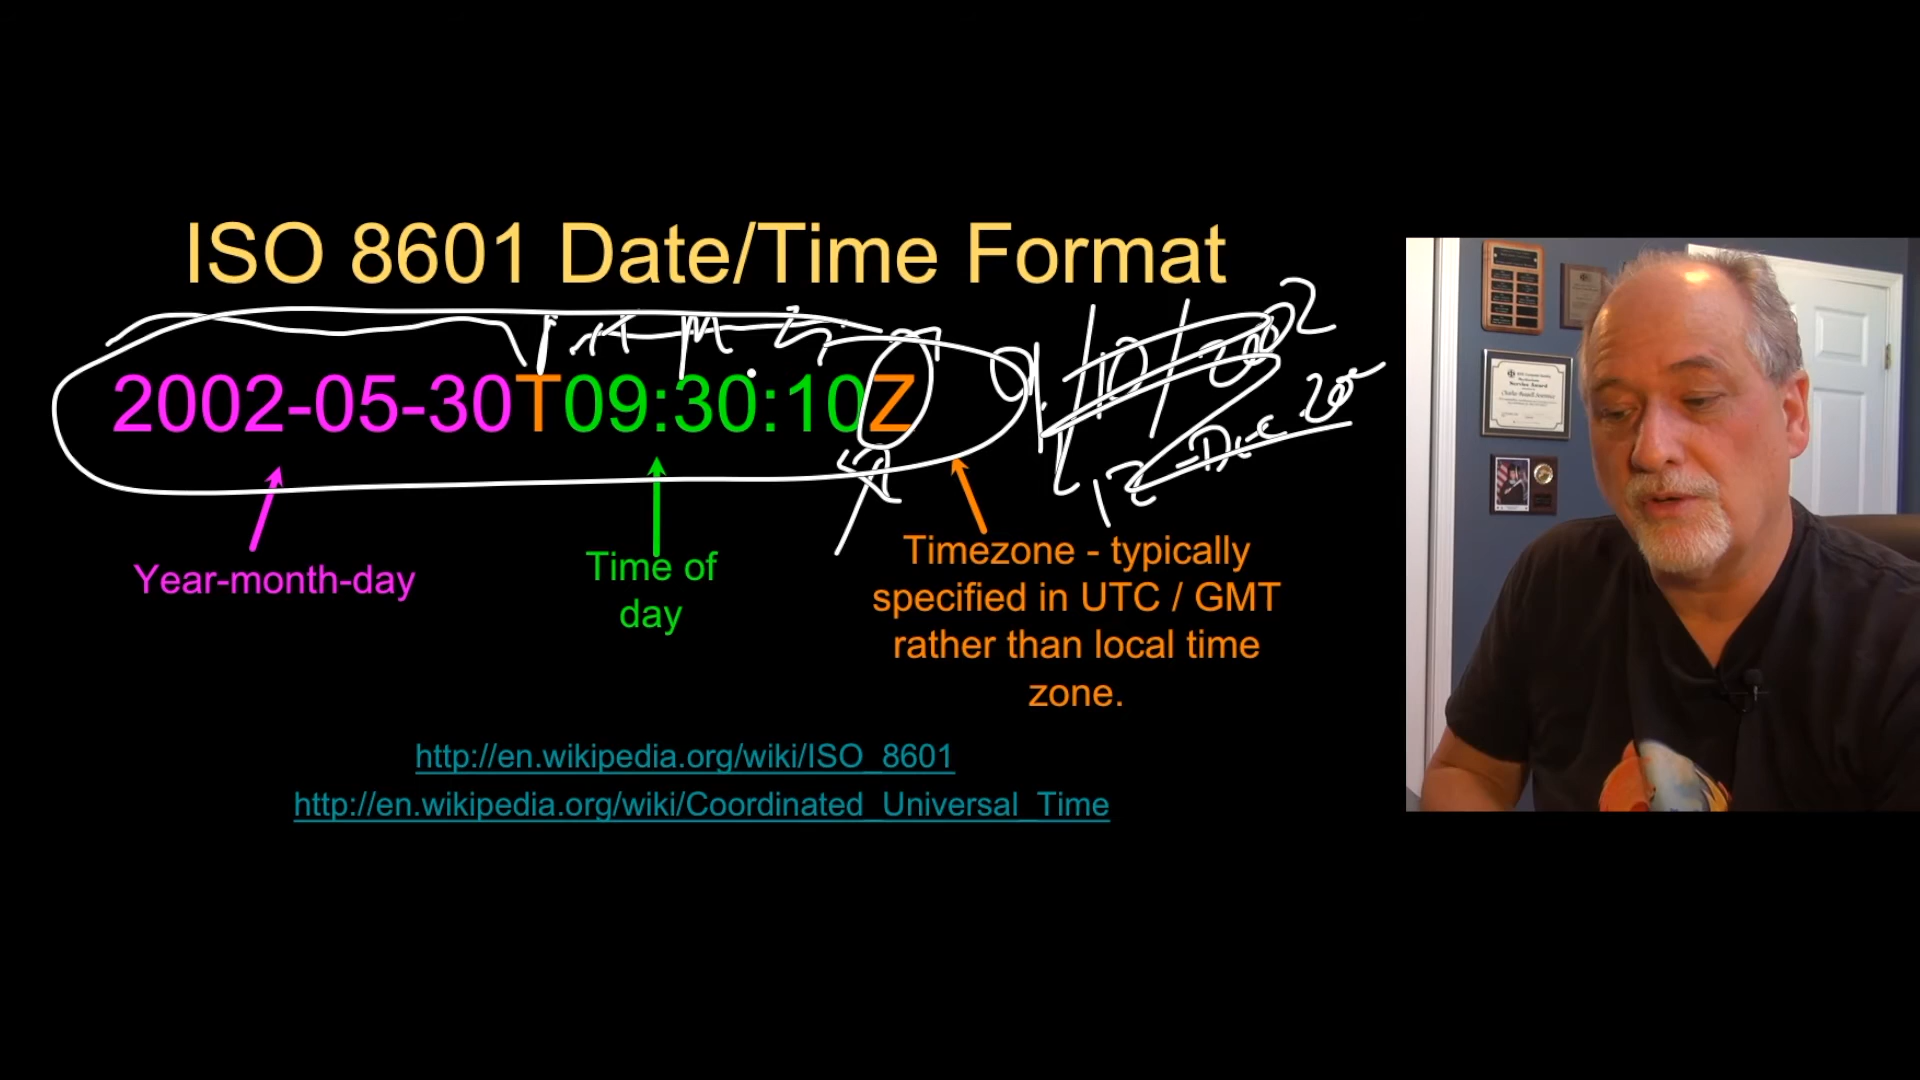 ISO 8601 Date/Time Format
2002-05-30T09:30:10Z
Year-month-day
Time of
day
Timezone - typically
specified in UTC / GMT
rather than local time
zone.
http://en.wikipedia.org/wiki/ISO_8601
http://en.wikipedia.org/wiki/Coordinated_Universal_Time